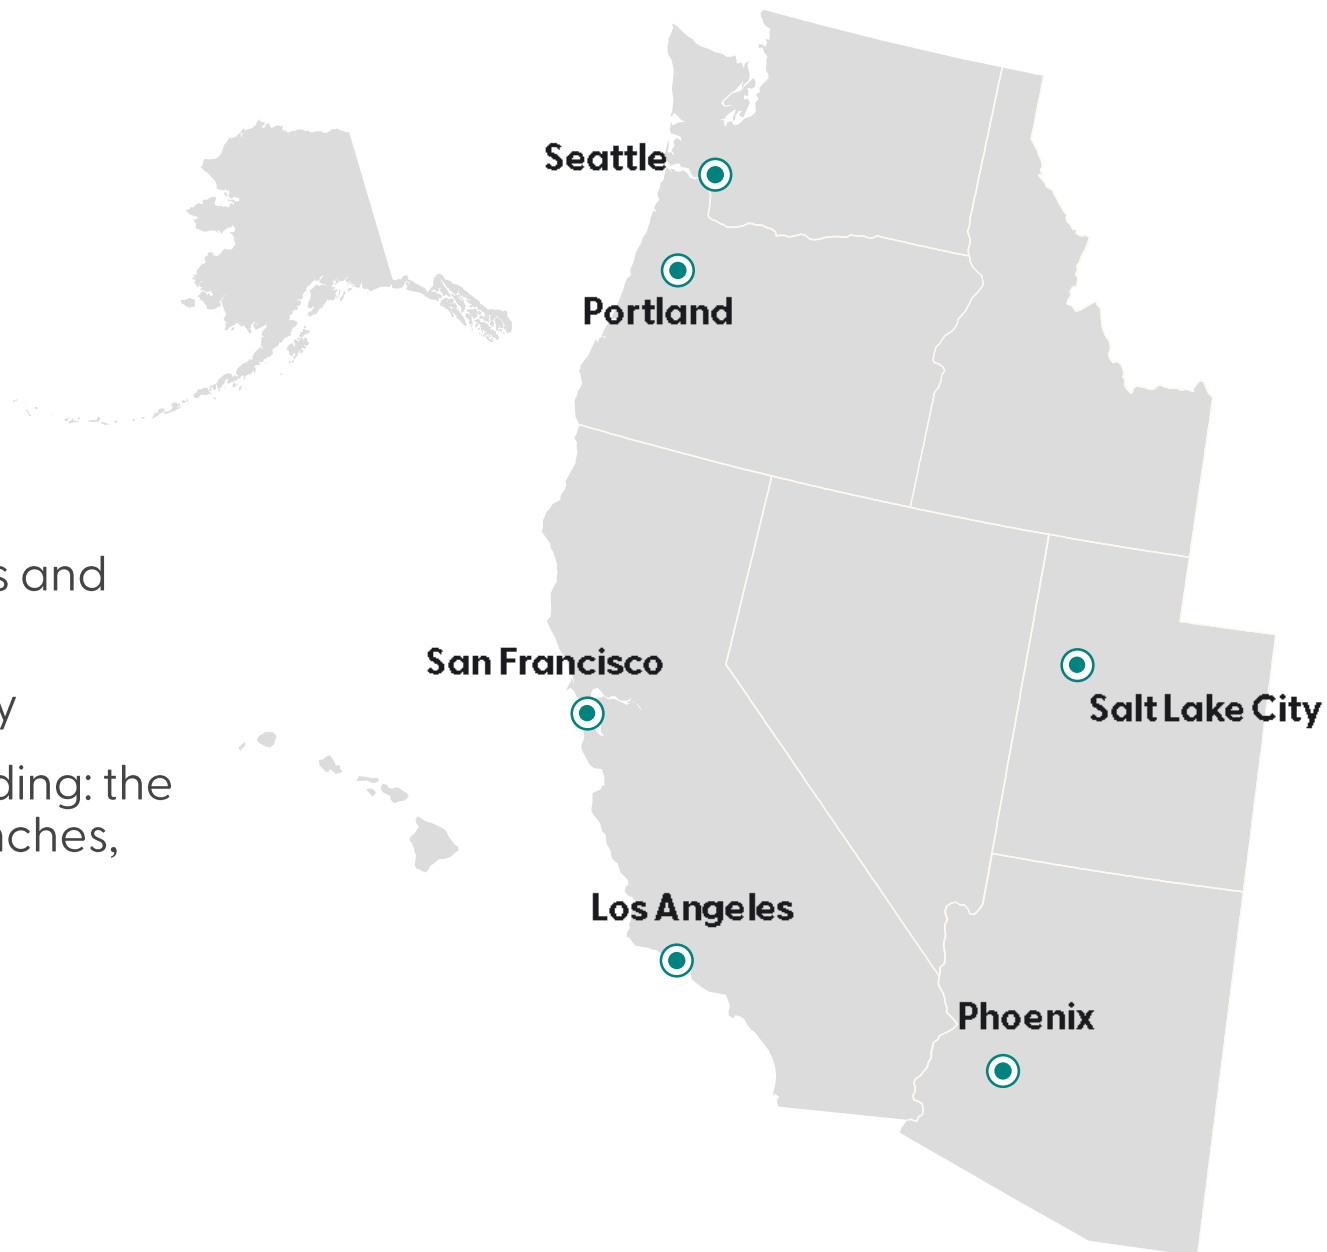 Seattle
Portland
s and
San Francisco
y
Salt Lake City
ding: the
nches,
Los Angeles
Phoenix